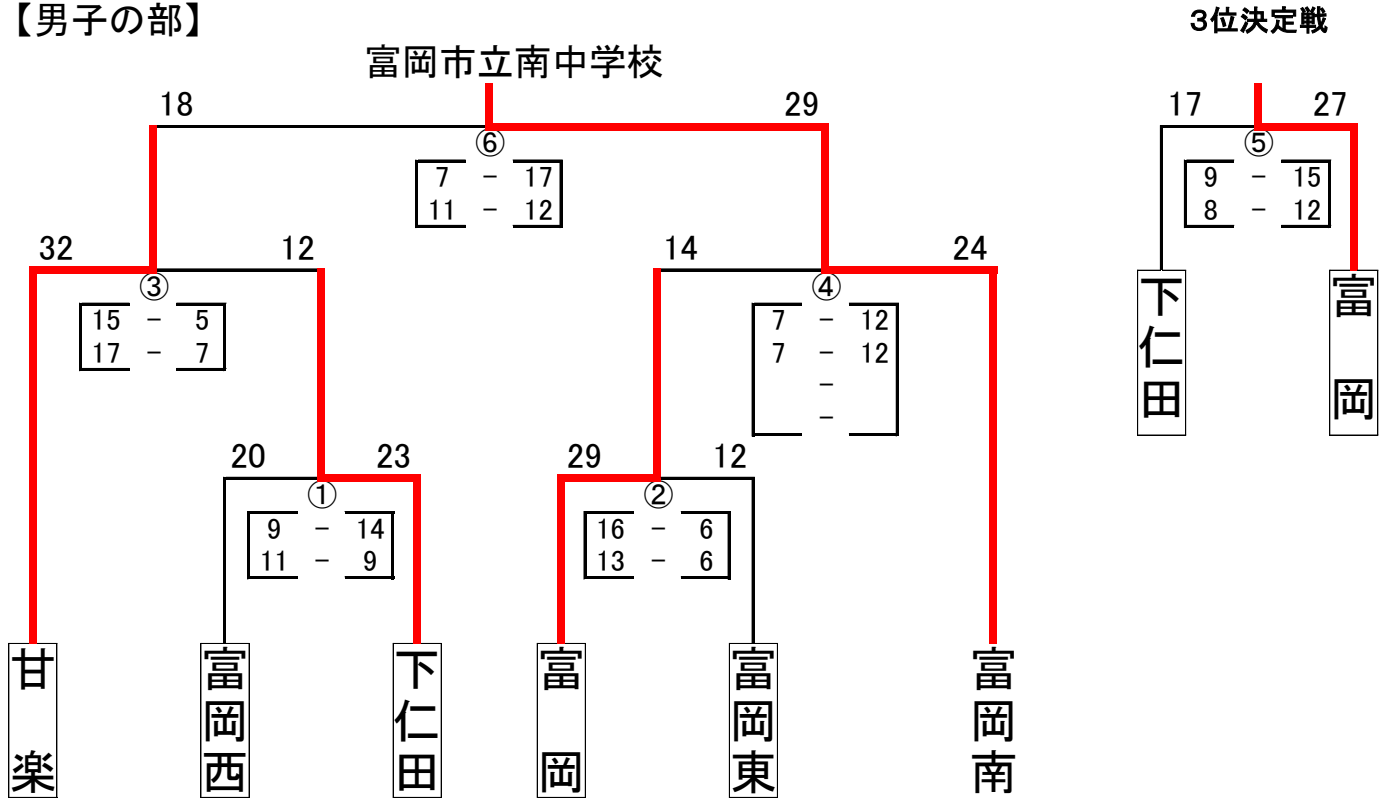 【男子の部】
3位決定戦
富岡市立南中学校
18 29
⑥
7 - 17
11 - 12
17 27
⑤
9 - 15
8 - 12
下仁田
富岡
32 12
③
15 - 5
17 - 7
14 24
④
7 - 12
7 - 12
-
-
20 23
①
9 - 14
11 - 9
29 12
②
16 - 6
13 - 6
甘楽
富岡西
下仁田
富岡
富岡東
富岡南